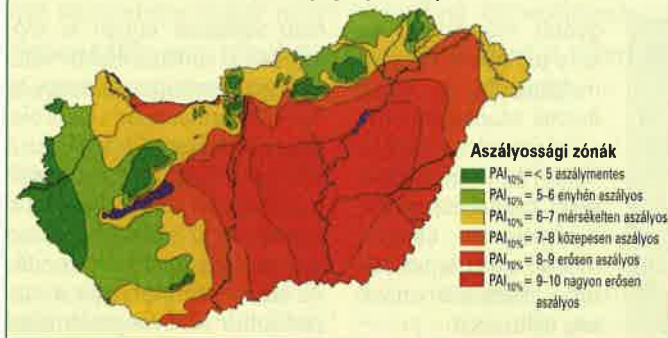 Aszályossági zónák
PAI10% = < 5 aszálymentes
PAI10% = 5-6 enyhén aszályos
PAI10% = 6-7 mérsékelten aszályos
PAI10% = 7-8 közepesen aszályos
PAI10% = 8-9 erősen aszályos
PAI10% = 9-10 nagyon erősen
aszályos